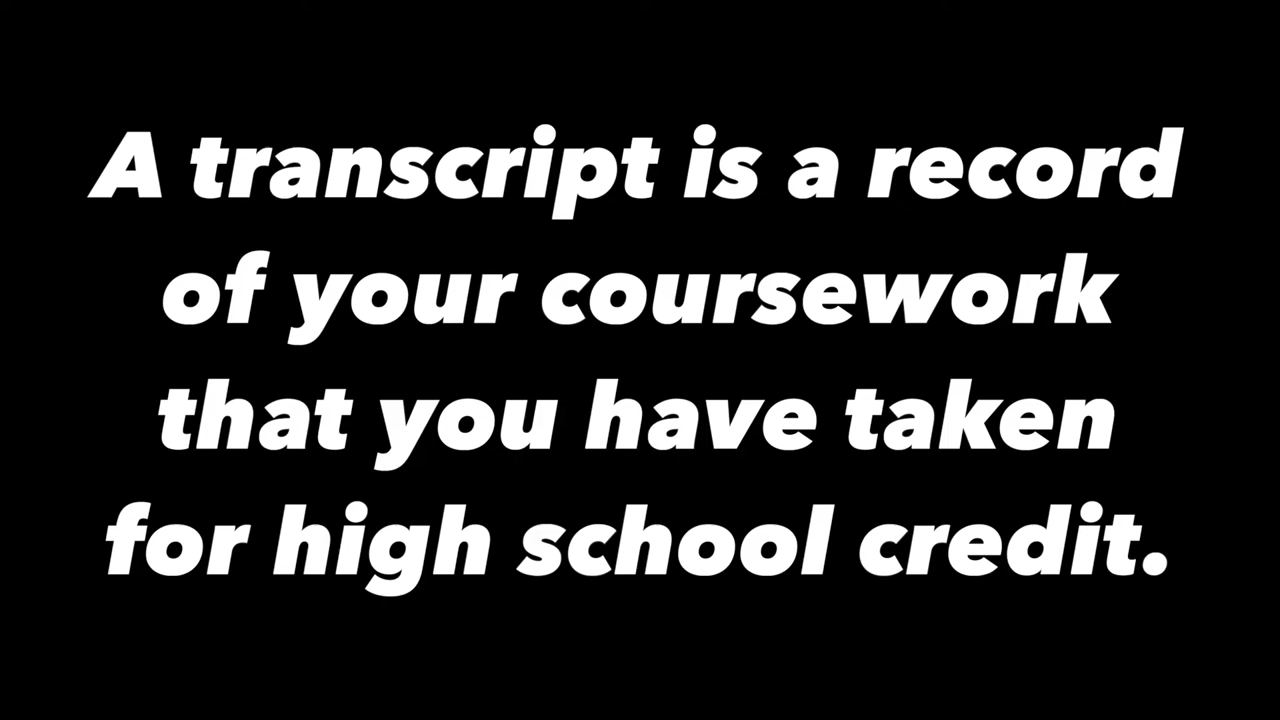 A transcript is a record
of your coursework
that you have taken
for high school credit.